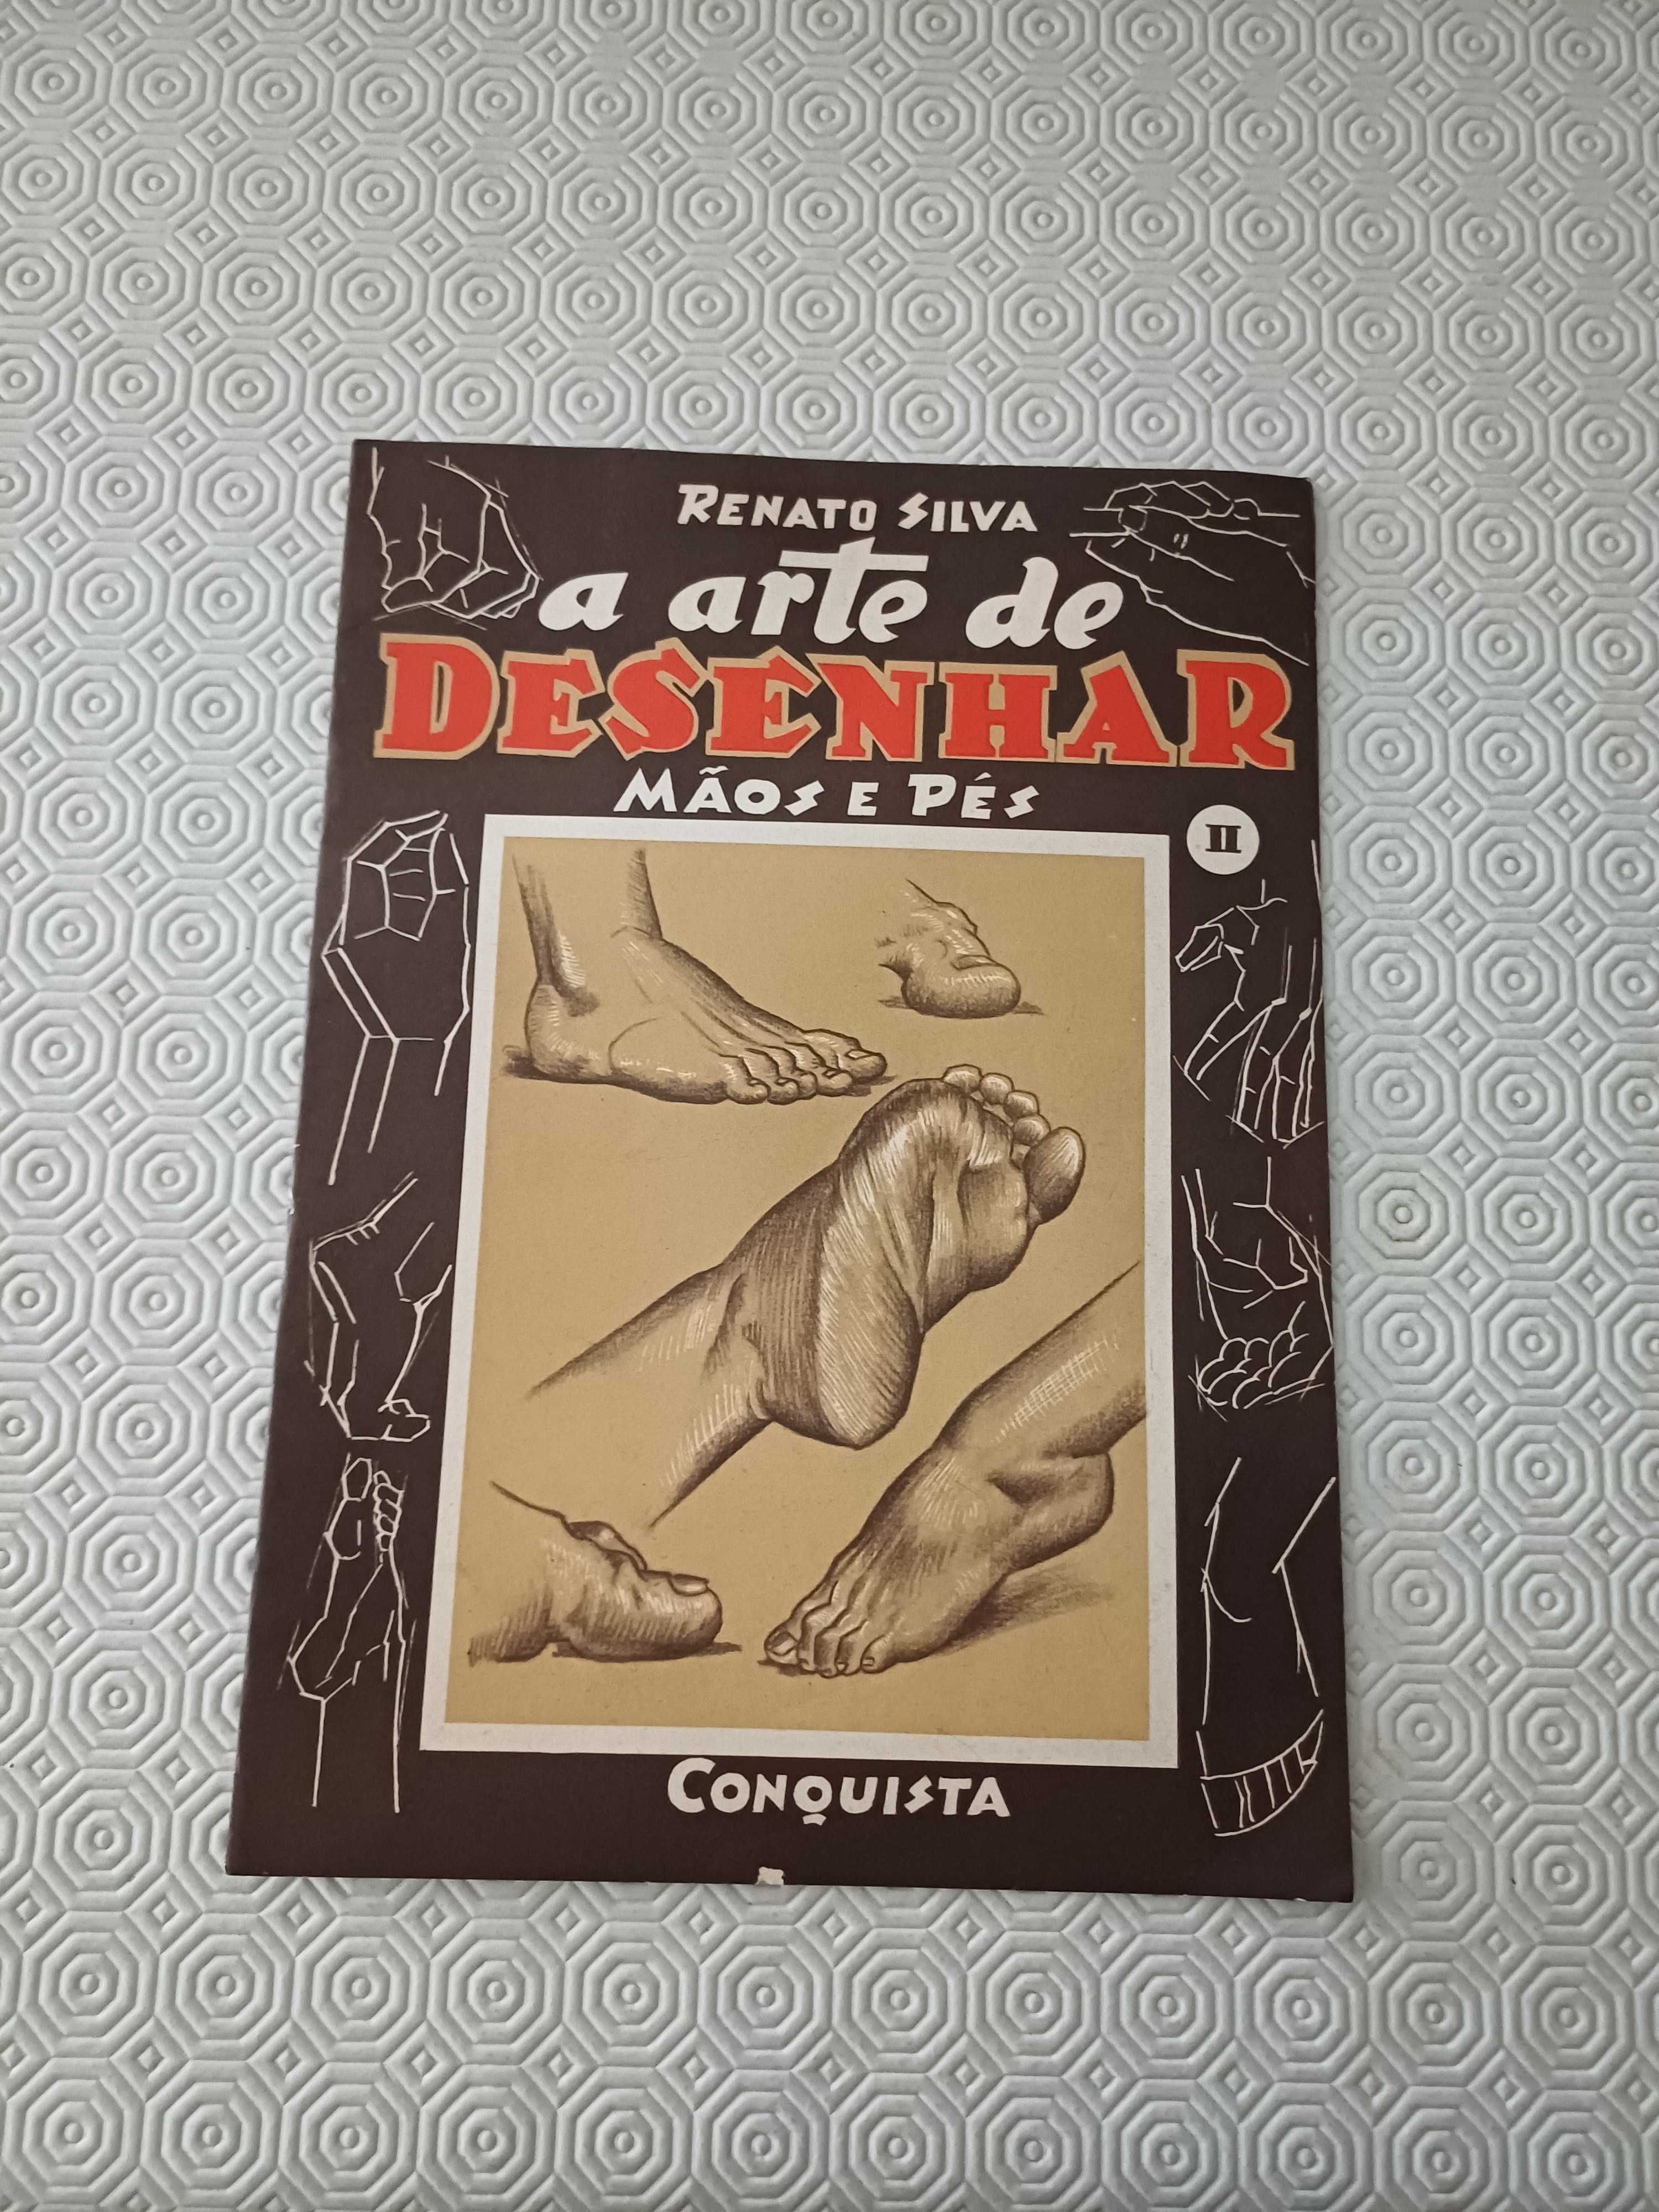 RENATO SILVA
a arte de
DESENHAR
MÃOS E PÉS
II
CONQUISTA